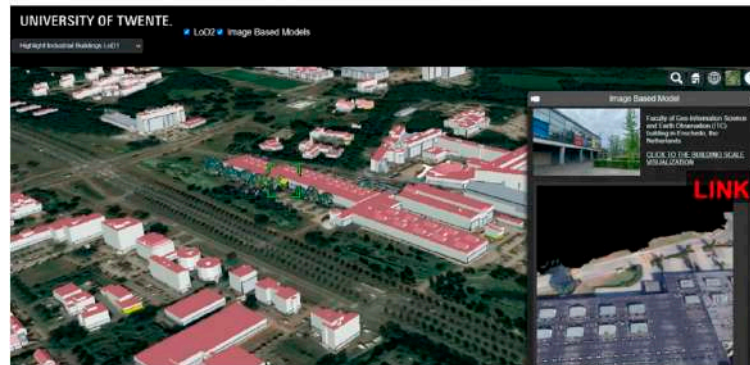 UNIVERSITY OF TWENTE.
LoD2 Image Based Models
Highlight Industrial Buildings LoD1
Image Based Model
Faculty of Geo-Information Science
and Earth Observation (ITC)
building in Enschede, the
Netherlands
CLICK TO THE BUILDING SCALE
VISUALIZATION
LINK